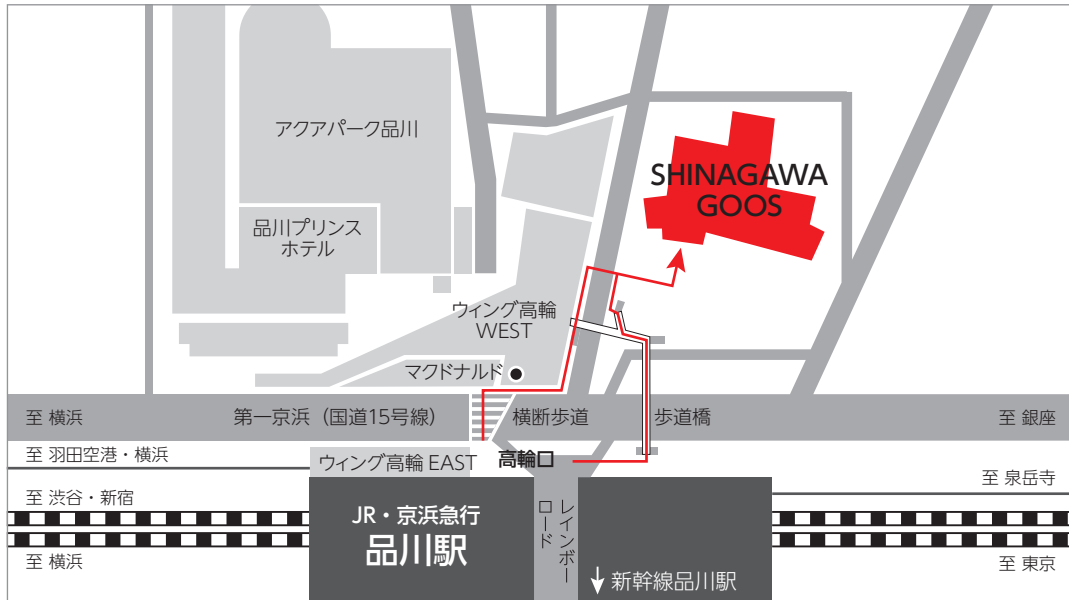 アクアパーク品川
SHINAGAWA
GOOS
品川プリンス
ホテル
ウィング高輪
WEST
マクドナルド
至 横浜
第一京浜（国道15号線）
横断歩道
歩道橋
至 銀座
至 羽田空港・横浜
ウィング高輪 EAST
高輪口
至 泉岳寺
至 渋谷・新宿
JR・京浜急行
品川駅
レインボー
ロード
至 横浜
新幹線品川駅
至 東京